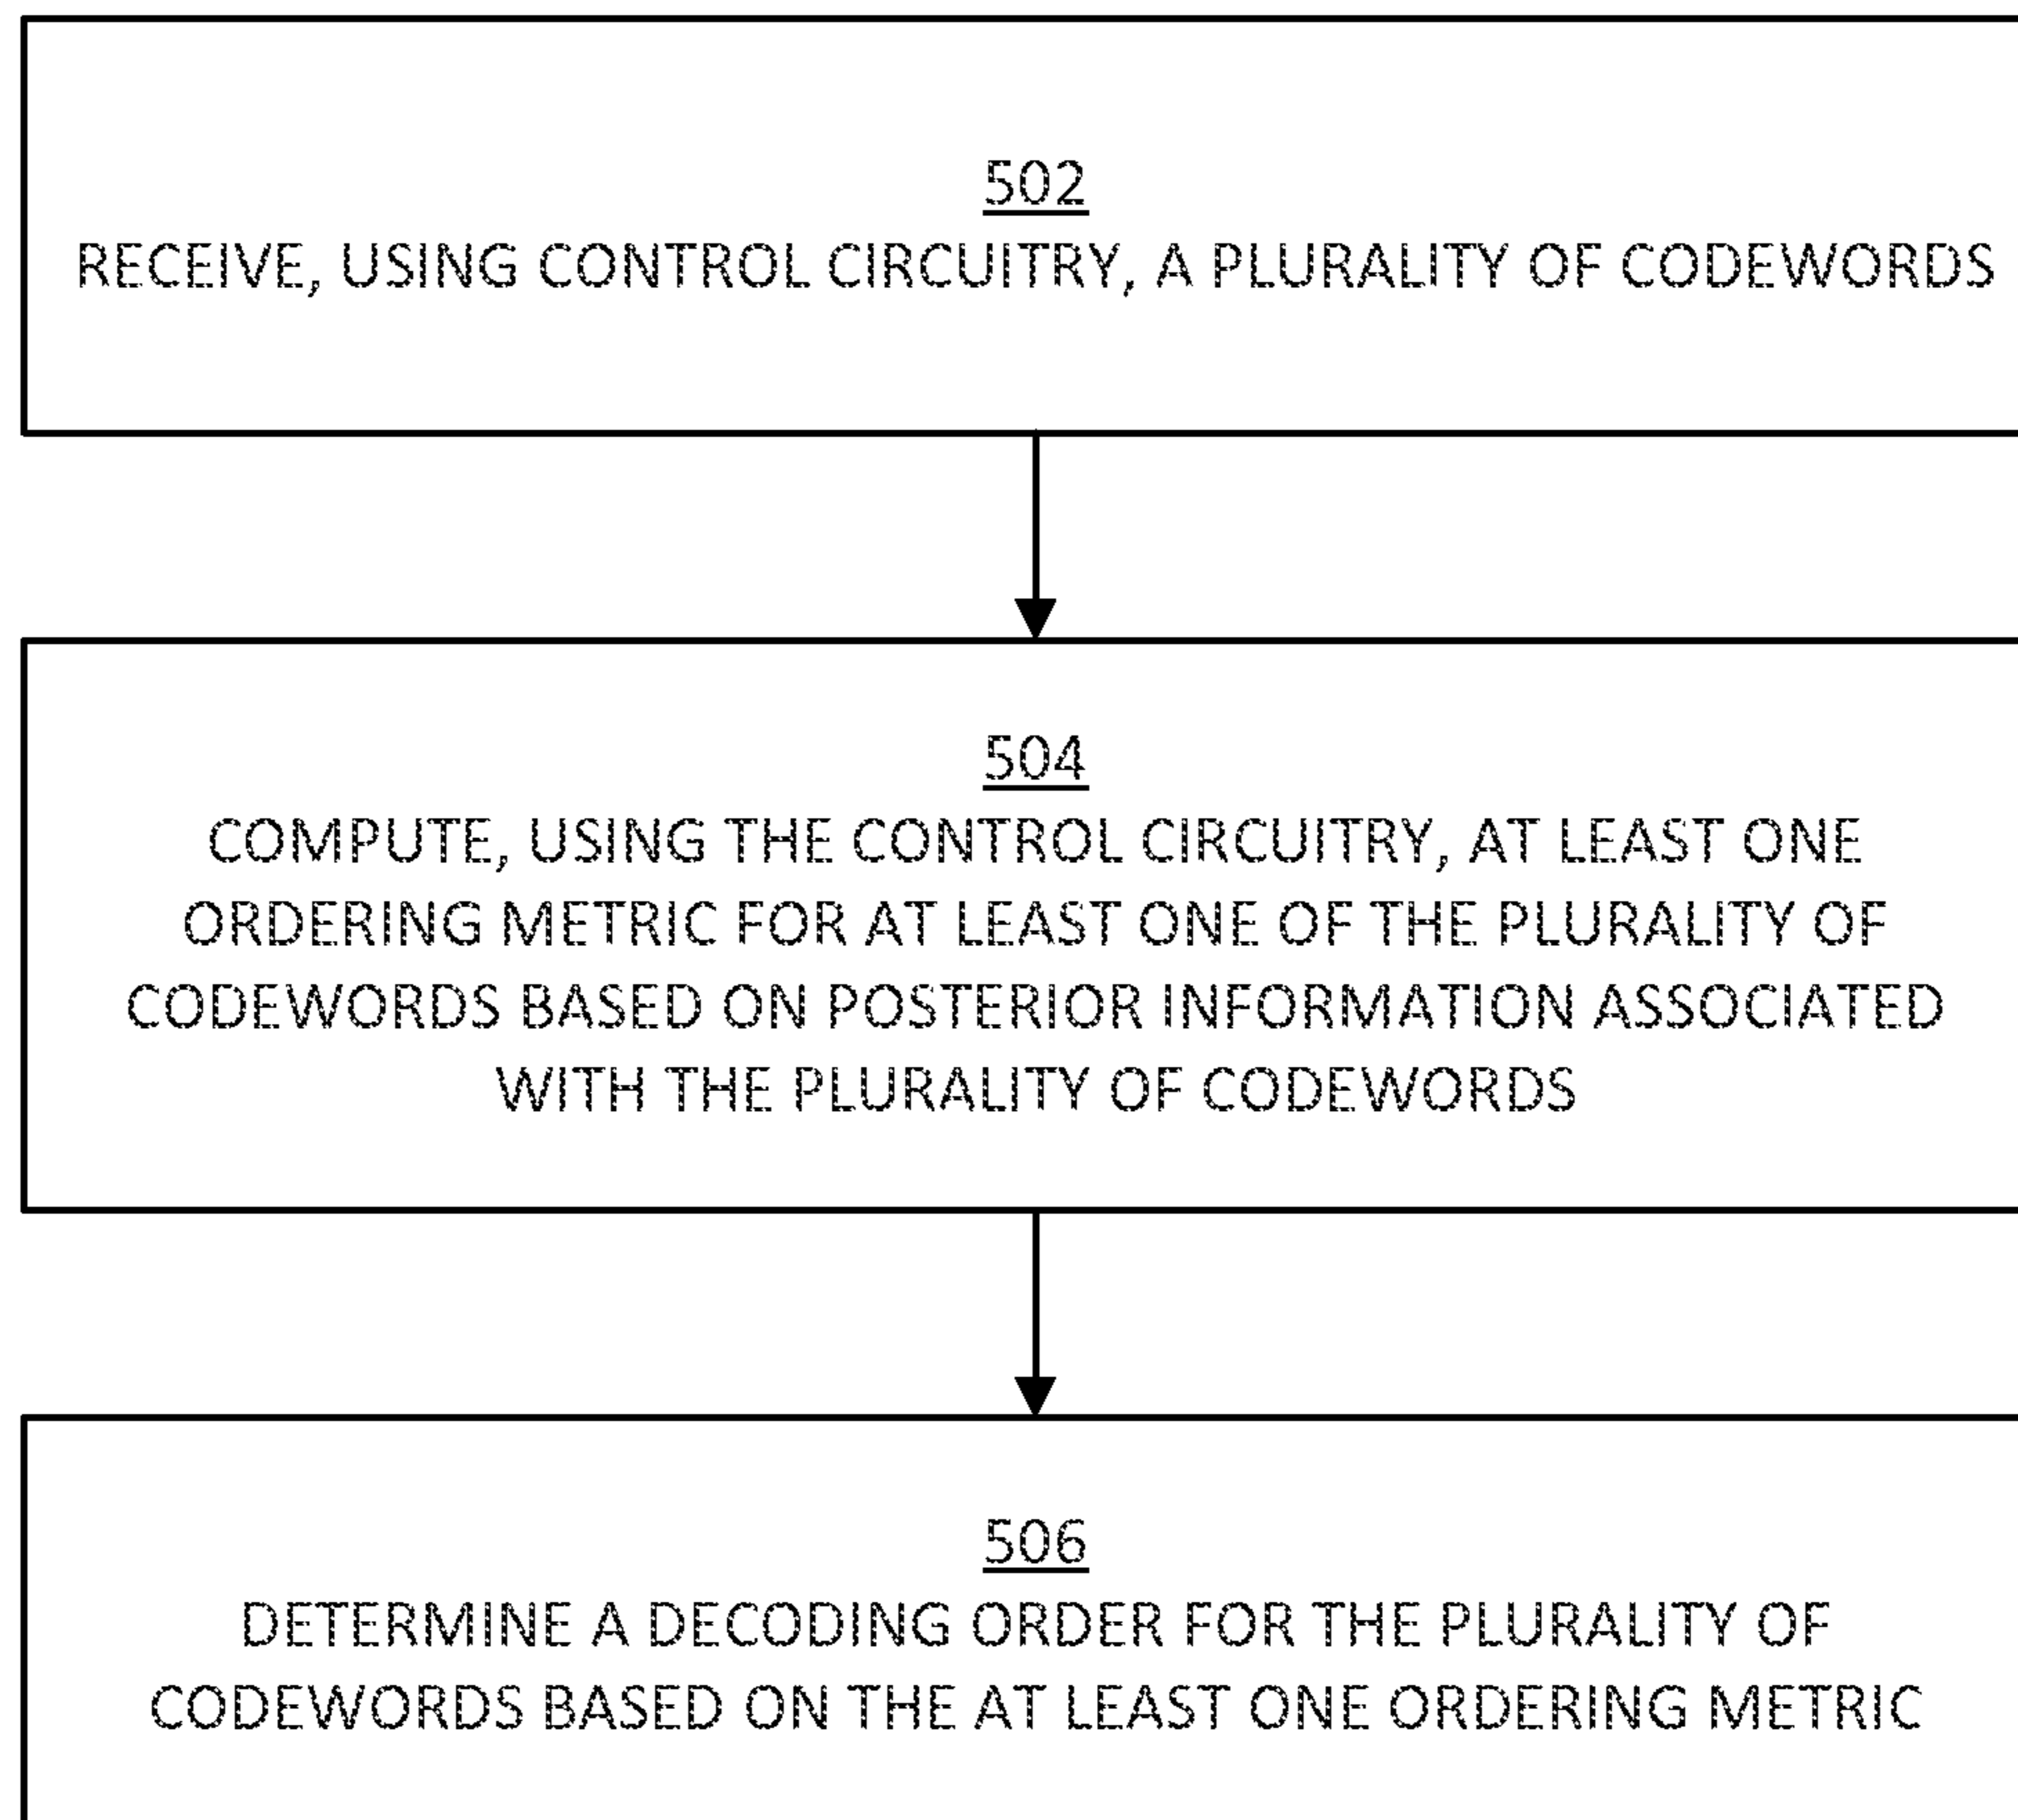 502
RECEIVE, USING CONTROL CIRCUITRY, A PLURALITY OF CODEWORDS
504
COMPUTE, USING THE CONTROL CIRCUITRY, AT LEAST ONE
ORDERING METRIC FOR AT LEAST ONE OF THE PLURALITY OF
CODEWORDS BASED ON POSTERIOR INFORMATION ASSOCIATED
WITH THE PLURALITY OF CODEWORDS
506
DETERMINE A DECODING ORDER FOR THE PLURALITY OF
CODEWORDS BASED ON THE AT LEAST ONE ORDERING METRIC